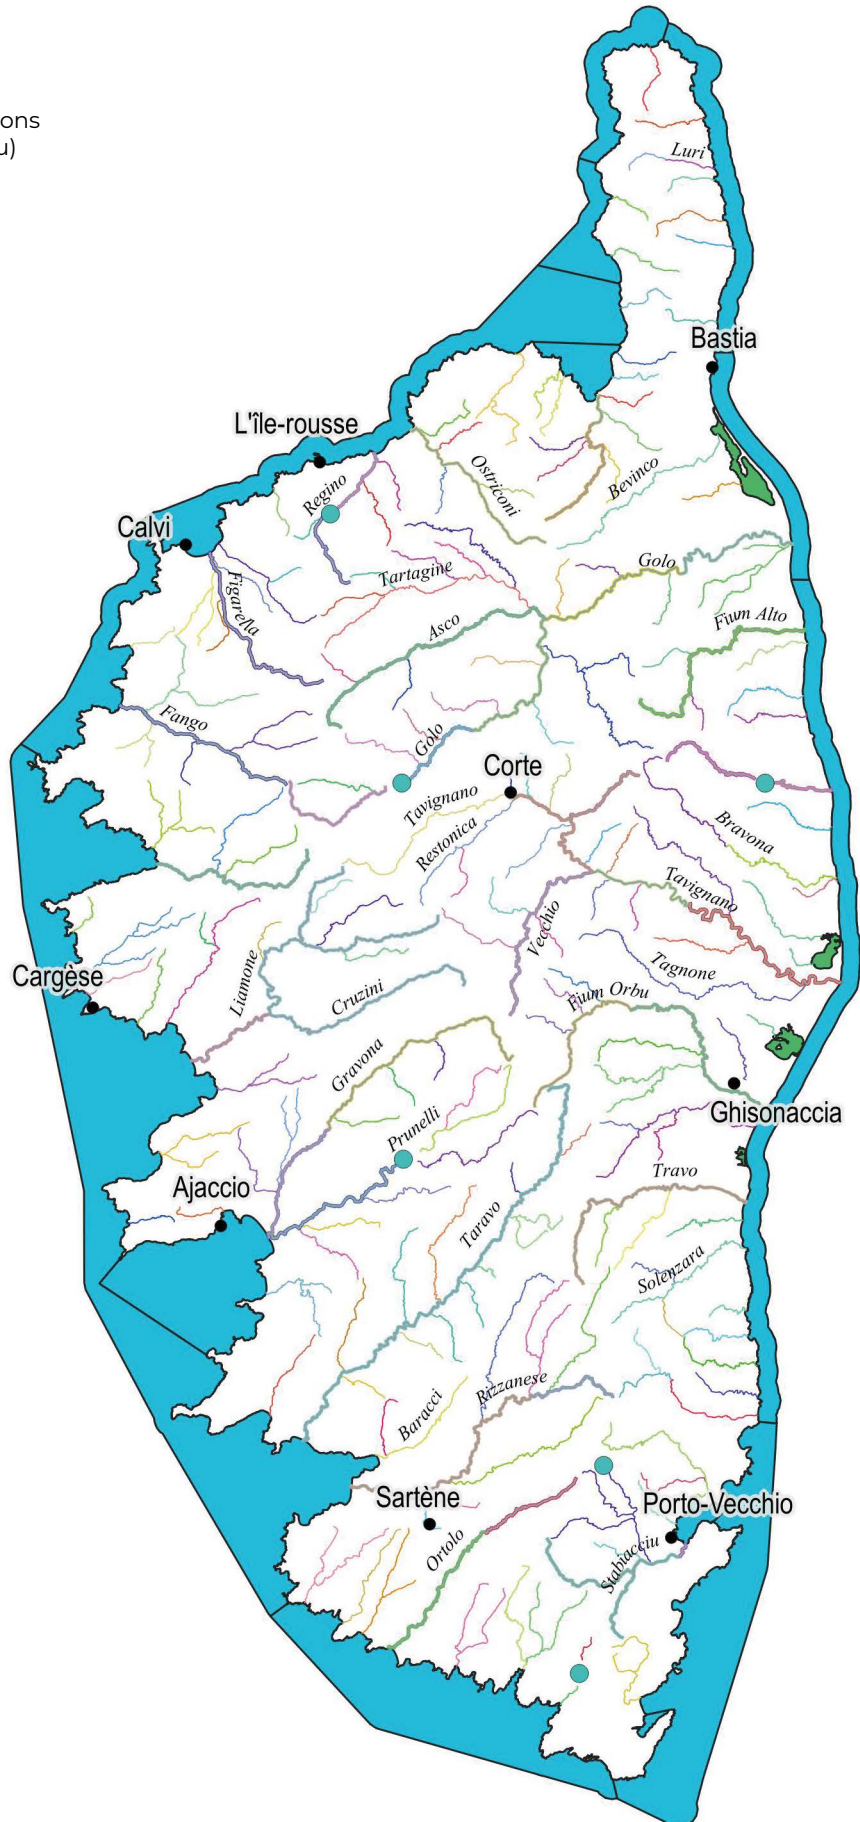 ons
u)
Luri
Bastia
L'île-rousse
Ostriconi
Bevinco
Regino
Calvi
Golo
Tartagine
Figarella
Fium Alto
Asco
Fango
Golo
Corte
Tavignano
Restonica
Bravona
Tavignano
Vecchio
Tagnone
Liamone
Cargèse
Cruzini
Fium Orbu
Gravona
Ghisonaccia
Prunelli
Travo
Ajaccio
Taravo
Solenzara
Rizzanese
Baracci
Sartène
Porto-Vecchio
Ortolo
Stabiacciu